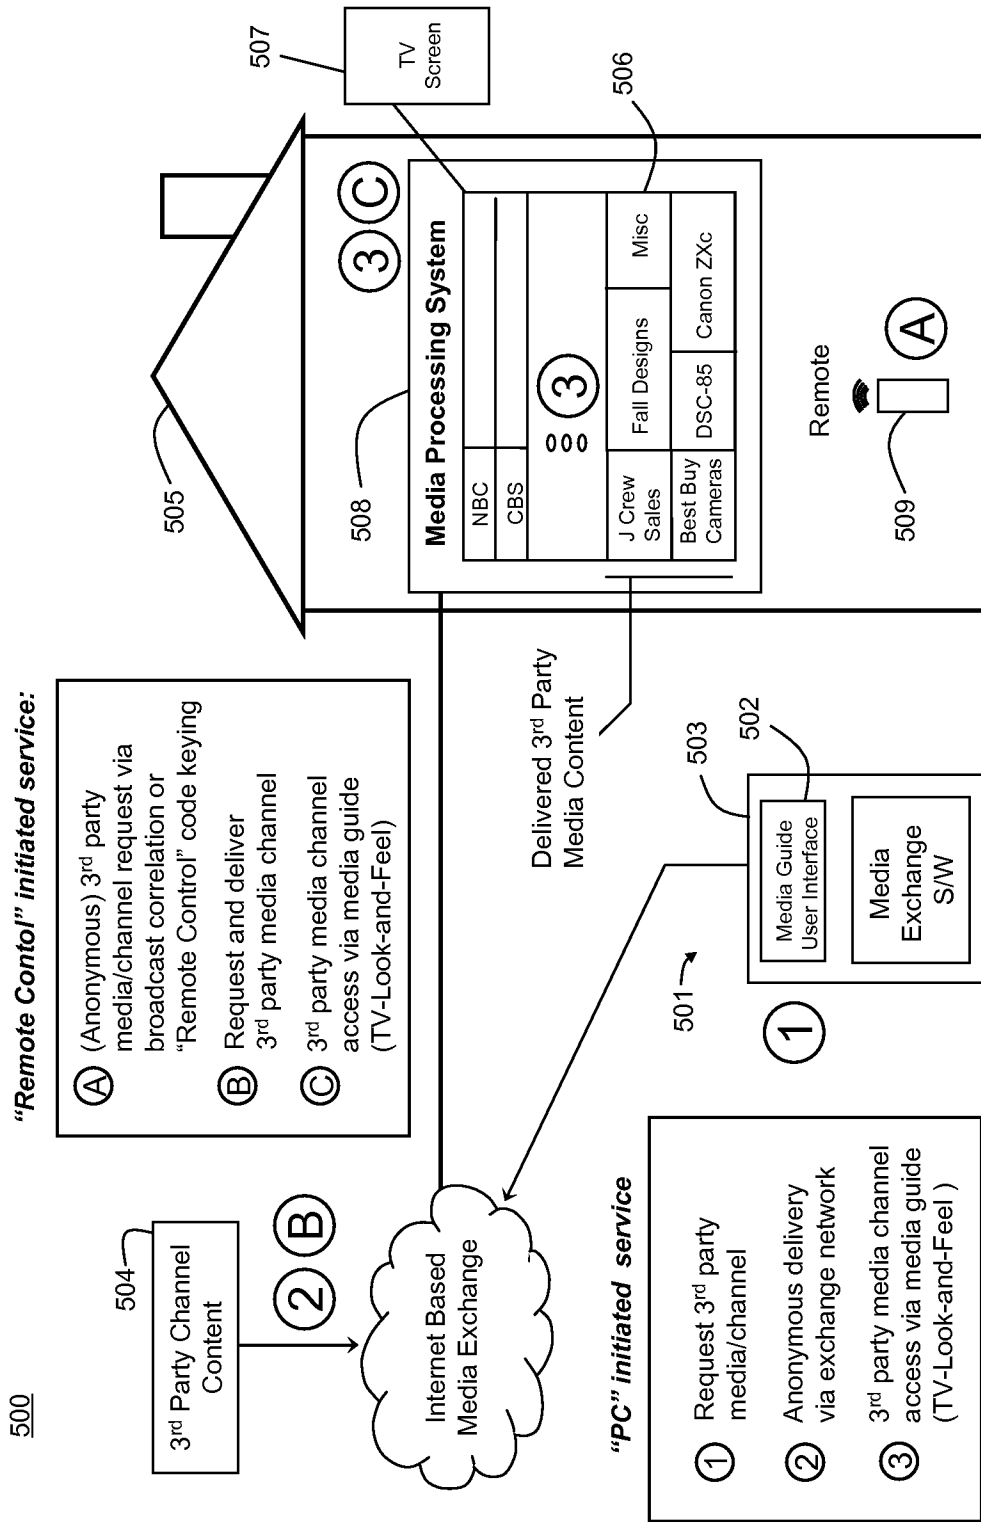 500
504
3rd Party Channel
Content
2
B
Internet Based
Media Exchange
"Remote Contol" initiated service:
A (Anonymous) 3rd party
media/channel request via
broadcast correlation or
"Remote Control" code keying
B Request and deliver
3rd party media channel
C 3rd party media channel
access via media guide
(TV-Look-and-Feel)
505
3
C
507
TV
Screen
508
Media Processing System
NBC
CBS
3
J Crew
Sales
Fall Designs
Misc
Best Buy
Cameras
DSC-85
Canon ZXc
506
Delivered 3rd Party
Media Content
Remote
A
509
"PC" initiated service
1 Request 3rd party
media/channel
2 Anonymous delivery
via exchange network
3 3rd party media channel
access via media guide
(TV-Look-and-Feel )
1
501
503
502
Media Guide
User Interface
Media
Exchange
S/W